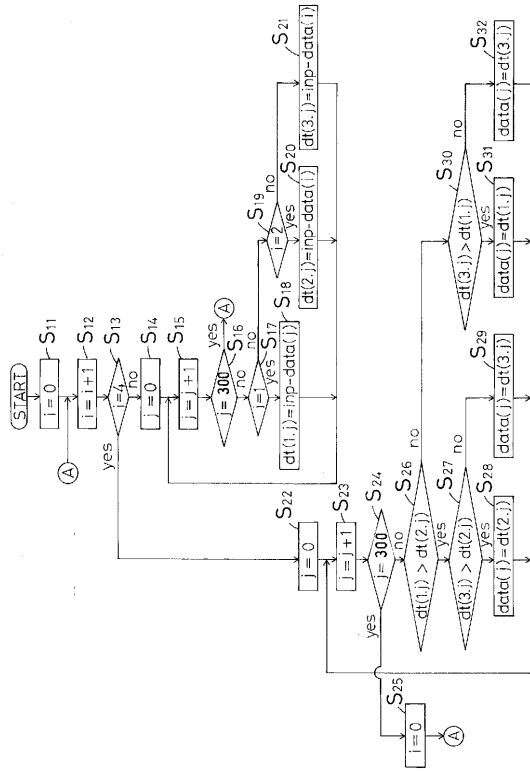 START
i = 0 S11
A
i = i+1 S12
i=4 S13
yes
no
j=0 S14
j = j+1 S15
j=300 S16
yes
A
no
i=1 S17
no
yes
dt(1.j)=inp-data(j) S18
i=2 S19
no
yes
dt(2.j)=inp-data(i) S20
dt(3.j)=inp-data(i) S21
j=0 S22
j=j+1 S23
j=300 S24
yes
no
i=0 S25
A
dt(1.j) > dt(2.j) S26
no
yes
dt(3.j) > dt(2.j) S27
no
yes
data(j)=dt(2.j) S28
data(j)=dt(3.j) S29
dt(3.j)>dt(1.j) S30
no
yes
data(j)=dt(1.j) S31
data(j)=dt(3.j) S32